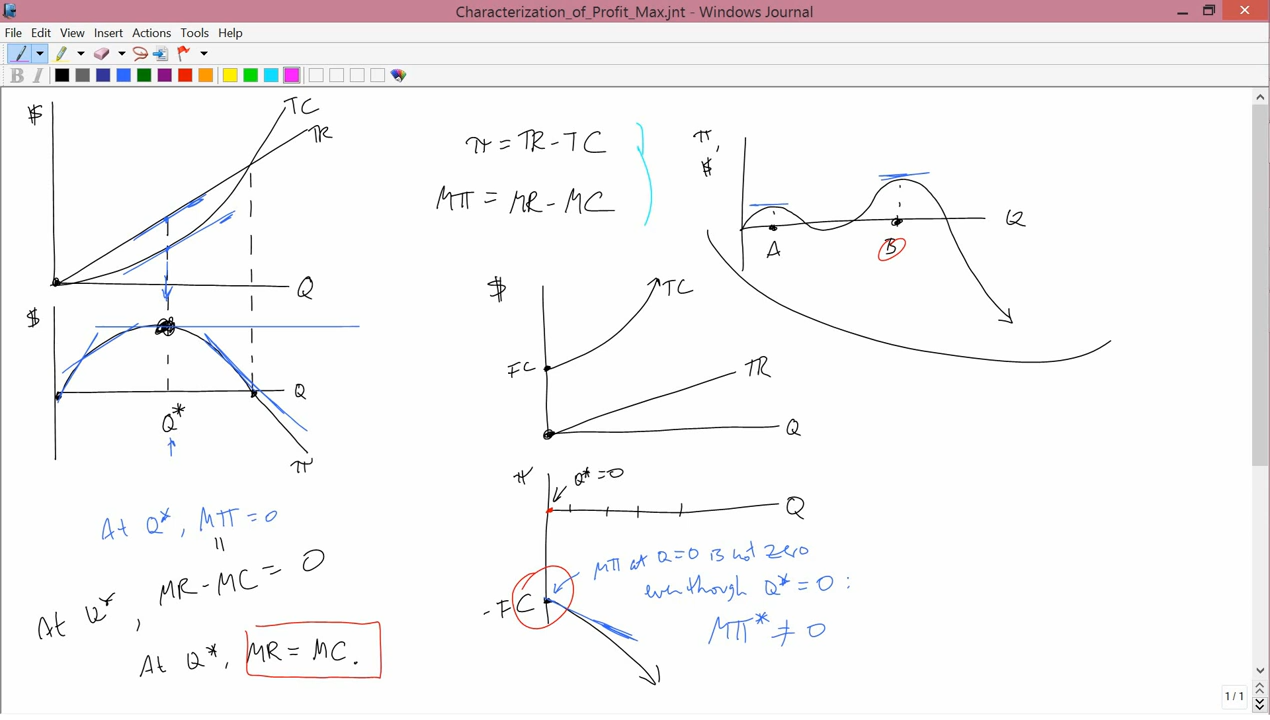 Characterization_of_Profit_Max.jnt - Windows Journal
File Edit View Insert Actions Tools Help
B I
$
TC
TR
Q
$
Q
Q*
π
At Q*, MΠ = 0
||
MR - MC = 0
At Q*,
At Q*, MR = MC.
π = TR - TC
MΠ = MR - MC
π,
$
Q
A
B
$
TC
FC
TR
Q
π
Q* = 0
Q
MΠ at Q=0 is not zero
even though Q* = 0 :
MΠ* ≠ 0
-FC
1 / 1